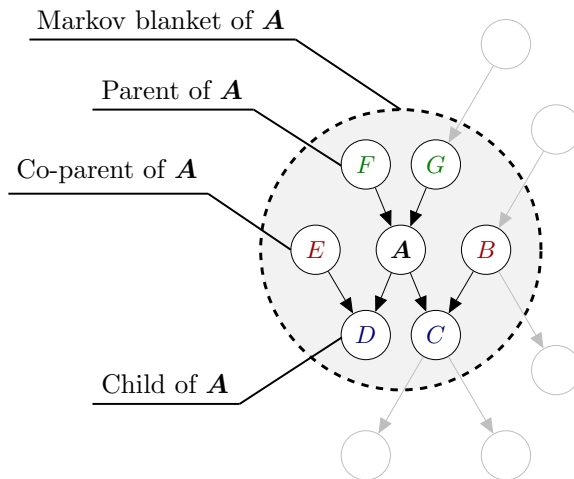 Markov blanket of A
Parent of A
F G
Co-parent of A
E A B
D C
Child of A